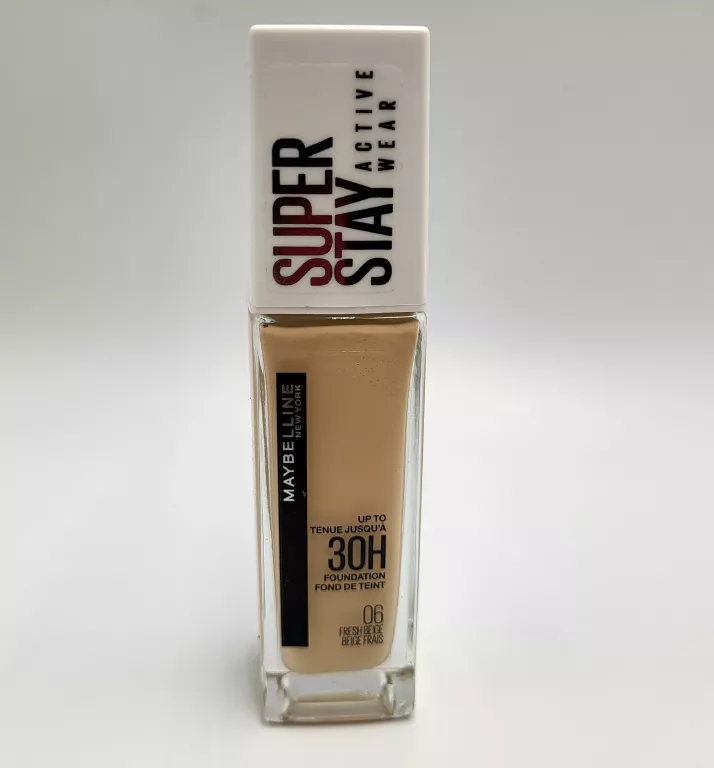 SUPER
STAY
ACTIVE
WEAR
MAYBELLINE
NEW YORK
UP TO
TENUE JUSQU'À
30H
FOUNDATION
FOND DE TEINT
06
FRESH BEIGE
BEIGE FRAIS